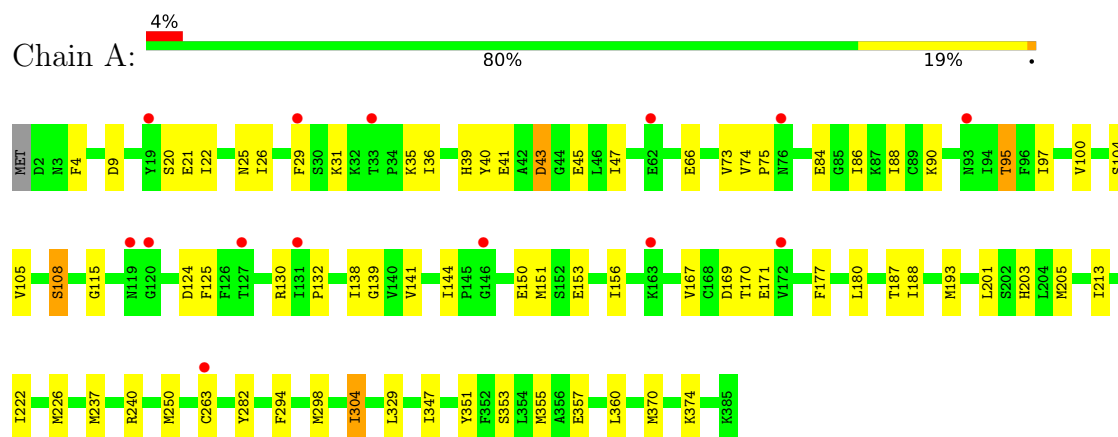 4%
Chain A:
80% 19% •
MET D2 N3 F4 D9 Y19 S20 E21 I22 N25 I26 F29 S30 K31 K32 T33 P34 K35 I36 H39 Y40 E41 A42 D43 G44 E45 L46 I47 E62 E66 V73 V74 P75 N76 E84 G85 I86 K87 I88 C89 K90 N93 I94 T95 F96 I97 V100 S104
V105 S108 G115 N119 G120 D124 F125 F126 T127 R130 I131 P132 I138 G139 V140 V141 I144 P145 G146 E150 M151 S152 E153 I156 K163 V167 C168 D169 T170 E171 V172 F177 L180 T187 I188 M193 L201 S202 H203 L204 M205 I213
I222 M226 M237 R240 M250 C263 Y282 F294 M298 I304 L329 I347 Y351 F352 S353 L354 M355 A356 E357 L360 M370 K374 K385